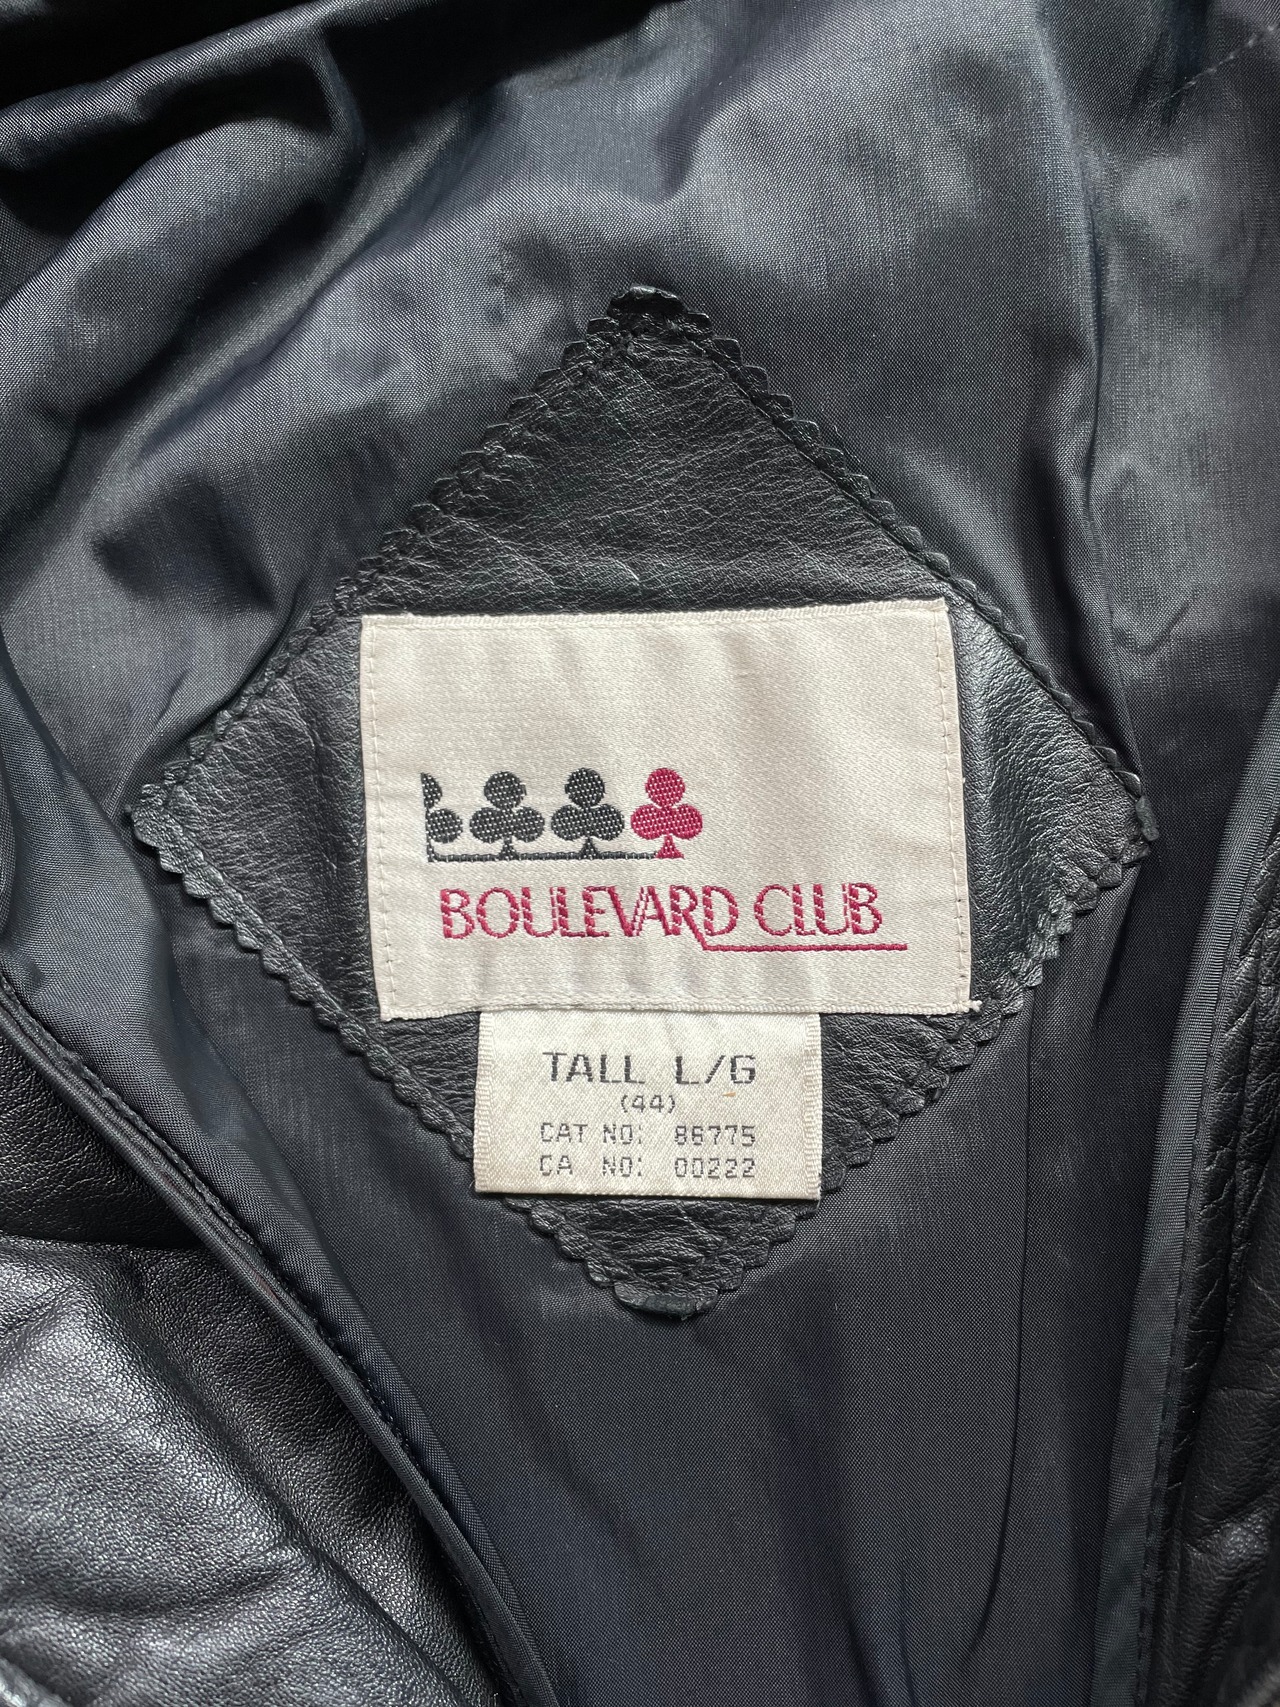 BOULEVARD CLUB
TALL L/G
(44)
CAT NO: 86775
CA NO: 00222